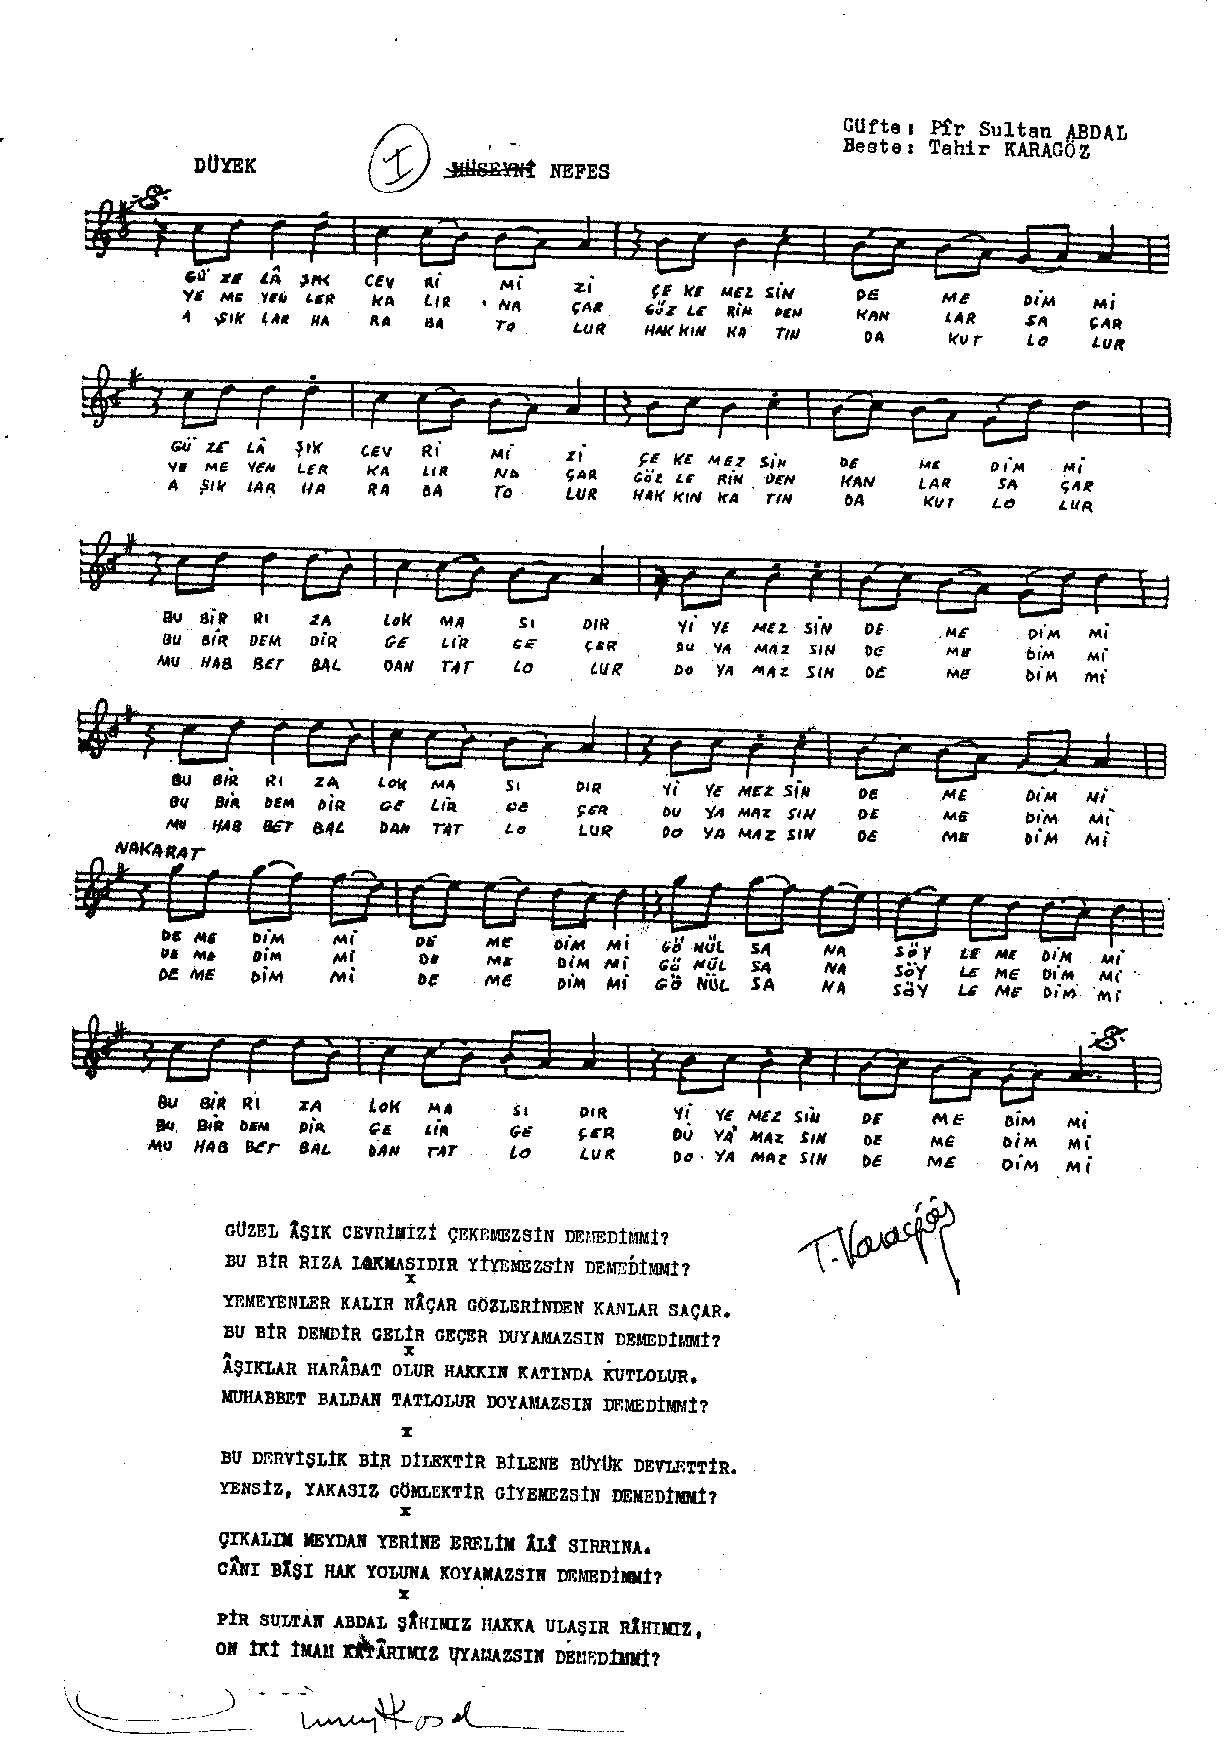 Güfte: Pîr Sultan ABDAL
Beste: Tahir KARAGÖZ
DÜYEK I HÜSEYNÎ NEFES
GÜ ZE LÂ ŞIK CEV Rİ Mİ Zİ ÇE KE MEZ SİN DE ME DİM Mİ
YE ME YEN LER KA LIR NA ÇAR GÖZ LE RİN DEN KAN LAR SA ÇAR
A ŞIK LAR HA RA BA TO LUR HAK KIN KA TIN DA KUT LO LUR
GÜ ZE LÂ ŞIK CEV Rİ Mİ Zİ ÇE KE MEZ SİN DE ME DİM Mİ
YE ME YEN LER KA LIR NA ÇAR GÖZ LE RİN DEN KAN LAR SA ÇAR
A ŞIK LAR HA RA BA TO LUR HAK KIN KA TIN DA KUT LO LUR
BU BİR RI ZA LOK MA SI DIR Yİ YE MEZ SİN DE ME DİM Mİ
BU BİR DEM DİR GE LİR GE ÇER DU YA MAZ SIN DE ME DİM Mİ
MU HAB BET BAL DAN TAT LO LUR DO YA MAZ SIN DE ME DİM Mİ
BU BİR RI ZA LOK MA SI DIR Yİ YE MEZ SİN DE ME DİM Mİ
BU BİR DEM DİR GE LİR GE ÇER DU YA MAZ SIN DE ME DİM Mİ
MU HAB BET BAL DAN TAT LO LUR DO YA MAZ SIN DE ME DİM Mİ
NAKARAT
DE ME DİM Mİ DE ME DİM Mİ GÖ NÜL SA NA SÖY LE ME DİM Mİ
DE ME DİM Mİ DE ME DİM Mİ GÖ NÜL SA NA SÖY LE ME DİM Mİ
DE ME DİM Mİ DE ME DİM Mİ GÖ NÜL SA NA SÖY LE ME DİM Mİ
BU BİR RI ZA LOK MA SI DIR Yİ YE MEZ SİN DE ME DİM Mİ
BU BİR DEM DİR GE LİR GE ÇER DU YA MAZ SIN DE ME DİM Mİ
MU HAB BET BAL DAN TAT LO LUR DO YA MAZ SIN DE ME DİM Mİ
GÜZEL ÂŞIK CEVRİMİZİ ÇEKEMEZSİN DEMEDİMMİ?
T. Karagöz
BU BİR RIZA LOKMASIDIR YİYEMEZSİN DEMEDİMMİ?
x
YEMEYENLER KALIR NÂÇAR GÖZLERİNDEN KANLAR SAÇAR.
BU BİR DEMDİR GELİR GEÇER DUYAMAZSIN DEMEDİMMİ?
x
ÂŞIKLAR HARÂBAT OLUR HAKKIN KATINDA KUTLOLUR.
MUHABBET BALDAN TATLOLUR DOYAMAZSIN DEMEDİMMİ?
x
BU DERVİŞLİK BİR DİLEKTİR BİLENE BÜYÜK DEVLETTİR.
YENSİZ, YAKASIZ GÖMLEKTİR GİYEMEZSİN DEMEDİMMİ?
x
ÇIKALIM MEYDAN YERİNE ERELİM ÂLÎ SIRRINA.
CÂNI BÂŞI HAK YOLUNA KOYAMAZSIN DEMEDİMMİ?
x
PİR SULTAN ABDAL ŞÂHIMIZ HAKKA ULAŞIR RÂHIMIZ,
ON İKİ İMAM KATÂRIMIZ UYAMAZSIN DEMEDİMMİ?